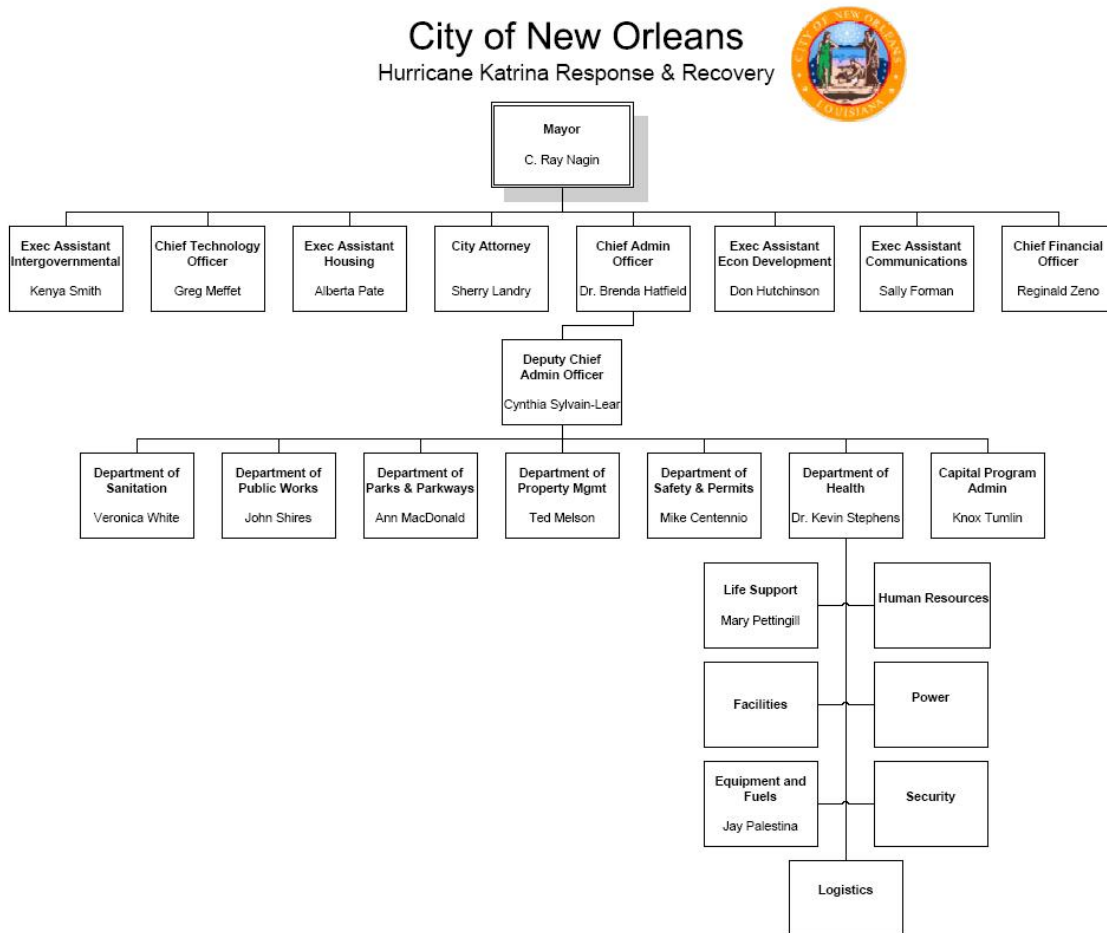 City of New Orleans
Hurricane Katrina Response & Recovery
CITY OF NEW ORLEANS
LOUISIANA
Mayor
C. Ray Nagin
Exec Assistant
Intergovernmental
Kenya Smith
Chief Technology
Officer
Greg Meffet
Exec Assistant
Housing
Alberta Pate
City Attorney
Sherry Landry
Chief Admin
Officer
Dr. Brenda Hatfield
Exec Assistant
Econ Development
Don Hutchinson
Exec Assistant
Communications
Sally Forman
Chief Financial
Officer
Reginald Zeno
Deputy Chief
Admin Officer
Cynthia Sylvain-Lear
Department of
Sanitation
Veronica White
Department of
Public Works
John Shires
Department of
Parks & Parkways
Ann MacDonald
Department of
Property Mgmt
Ted Melson
Department of
Safety & Permits
Mike Centennio
Department of
Health
Dr. Kevin Stephens
Capital Program
Admin
Knox Tumlin
Life Support
Mary Pettingill
Human Resources
Facilities
Power
Equipment and
Fuels
Jay Palestina
Security
Logistics